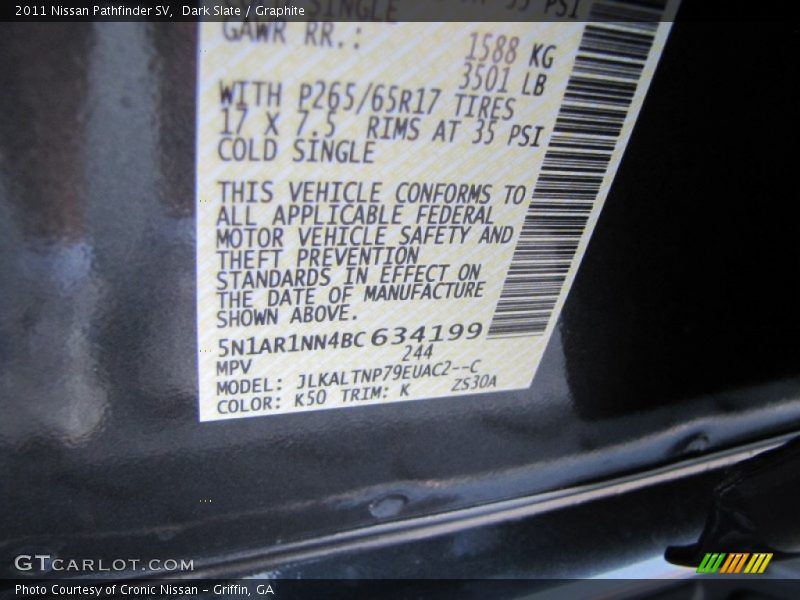 2011 Nissan Pathfinder SV, Dark Slate / Graphite
SINGLE 35 PSI
GAWR RR.: 1588 KG
3501 LB
WITH P265/65R17 TIRES
17 X 7.5 RIMS AT 35 PSI
COLD SINGLE
THIS VEHICLE CONFORMS TO
ALL APPLICABLE FEDERAL
MOTOR VEHICLE SAFETY AND
THEFT PREVENTION
STANDARDS IN EFFECT ON
THE DATE OF MANUFACTURE
SHOWN ABOVE.
5N1AR1NN4BC634199
MPV 244
MODEL: JLKALTNP79EUAC2--C
COLOR: K50 TRIM: K ZS30A
GTCARLOT.COM
Photo Courtesy of Cronic Nissan - Griffin, GA